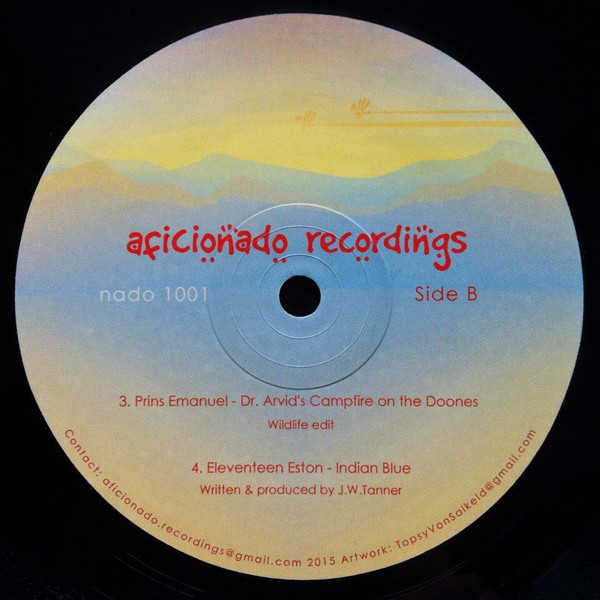 aficionado recordings
nado 1001
Side B
3. Prins Emanuel - Dr. Arvid's Campfire on the Doones
Wildlife edit
4. Eleventeen Eston - Indian Blue
Written & produced by J.W.Tanner
Contact: aficionado.recordings@gmail.com 2015 Artwork: TopsyVonSalkeld@gmail.com